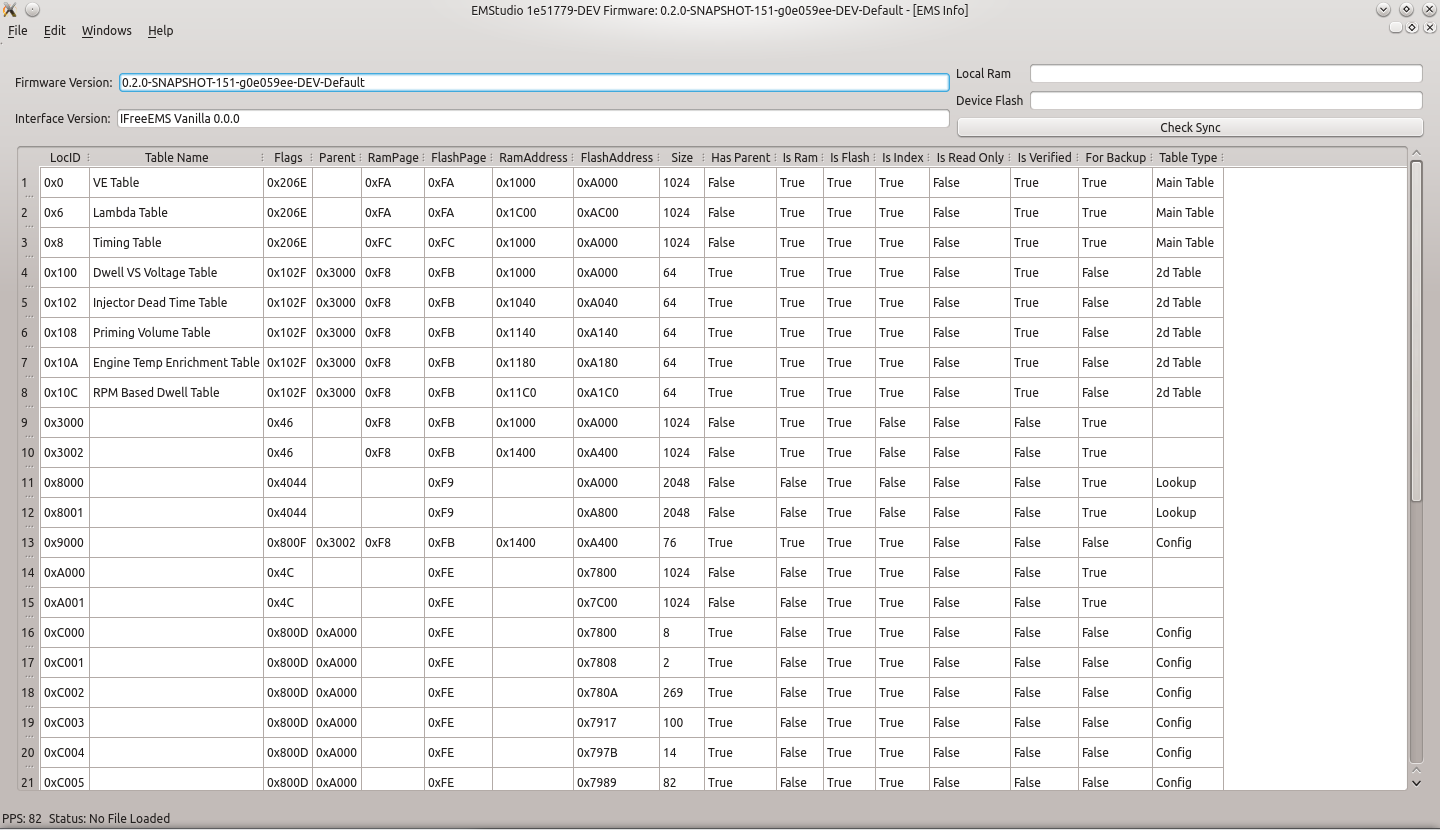 EMStudio 1e51779-DEV Firmware: 0.2.0-SNAPSHOT-151-g0e059ee-DEV-Default - [EMS Info]
File Edit Windows Help
Firmware Version: 0.2.0-SNAPSHOT-151-g0e059ee-DEV-Default
Local Ram
Device Flash
Interface Version: IFreeEMS Vanilla 0.0.0
Check Sync
LocID Table Name Flags Parent RamPage FlashPage RamAddress FlashAddress Size Has Parent Is Ram Is Flash Is Index Is Read Only Is Verified For Backup Table Type
1 0x0 VE Table 0x206E 0xFA 0xFA 0x1000 0xA000 1024 False True True True False True True Main Table
2 0x6 Lambda Table 0x206E 0xFA 0xFA 0x1C00 0xAC00 1024 False True True True False True True Main Table
3 0x8 Timing Table 0x206E 0xFC 0xFC 0x1000 0xA000 1024 False True True True False True True Main Table
4 0x100 Dwell VS Voltage Table 0x102F 0x3000 0xF8 0xFB 0x1000 0xA000 64 True True True True False True False 2d Table
5 0x102 Injector Dead Time Table 0x102F 0x3000 0xF8 0xFB 0x1040 0xA040 64 True True True True False True False 2d Table
6 0x108 Priming Volume Table 0x102F 0x3000 0xF8 0xFB 0x1140 0xA140 64 True True True True False True False 2d Table
7 0x10A Engine Temp Enrichment Table 0x102F 0x3000 0xF8 0xFB 0x1180 0xA180 64 True True True True False True False 2d Table
8 0x10C RPM Based Dwell Table 0x102F 0x3000 0xF8 0xFB 0x11C0 0xA1C0 64 True True True True False True False 2d Table
9 0x3000 0x46 0xF8 0xFB 0x1000 0xA000 1024 False True True False False False True
10 0x3002 0x46 0xF8 0xFB 0x1400 0xA400 1024 False True True False False False True
11 0x8000 0x4044 0xF9 0xA000 2048 False False True False False False True Lookup
12 0x8001 0x4044 0xF9 0xA800 2048 False False True False False False True Lookup
13 0x9000 0x800F 0x3002 0xF8 0xFB 0x1400 0xA400 76 True True True True False False False Config
14 0xA000 0x4C 0xFE 0x7800 1024 False False True True False False True
15 0xA001 0x4C 0xFE 0x7C00 1024 False False True True False False True
16 0xC000 0x800D 0xA000 0xFE 0x7800 8 True False True True False False False Config
17 0xC001 0x800D 0xA000 0xFE 0x7808 2 True False True True False False False Config
18 0xC002 0x800D 0xA000 0xFE 0x780A 269 True False True True False False False Config
19 0xC003 0x800D 0xA000 0xFE 0x7917 100 True False True True False False False Config
20 0xC004 0x800D 0xA000 0xFE 0x797B 14 True False True True False False False Config
21 0xC005 0x800D 0xA000 0xFE 0x7989 82 True False True True False False False Config
PPS: 82 Status: No File Loaded